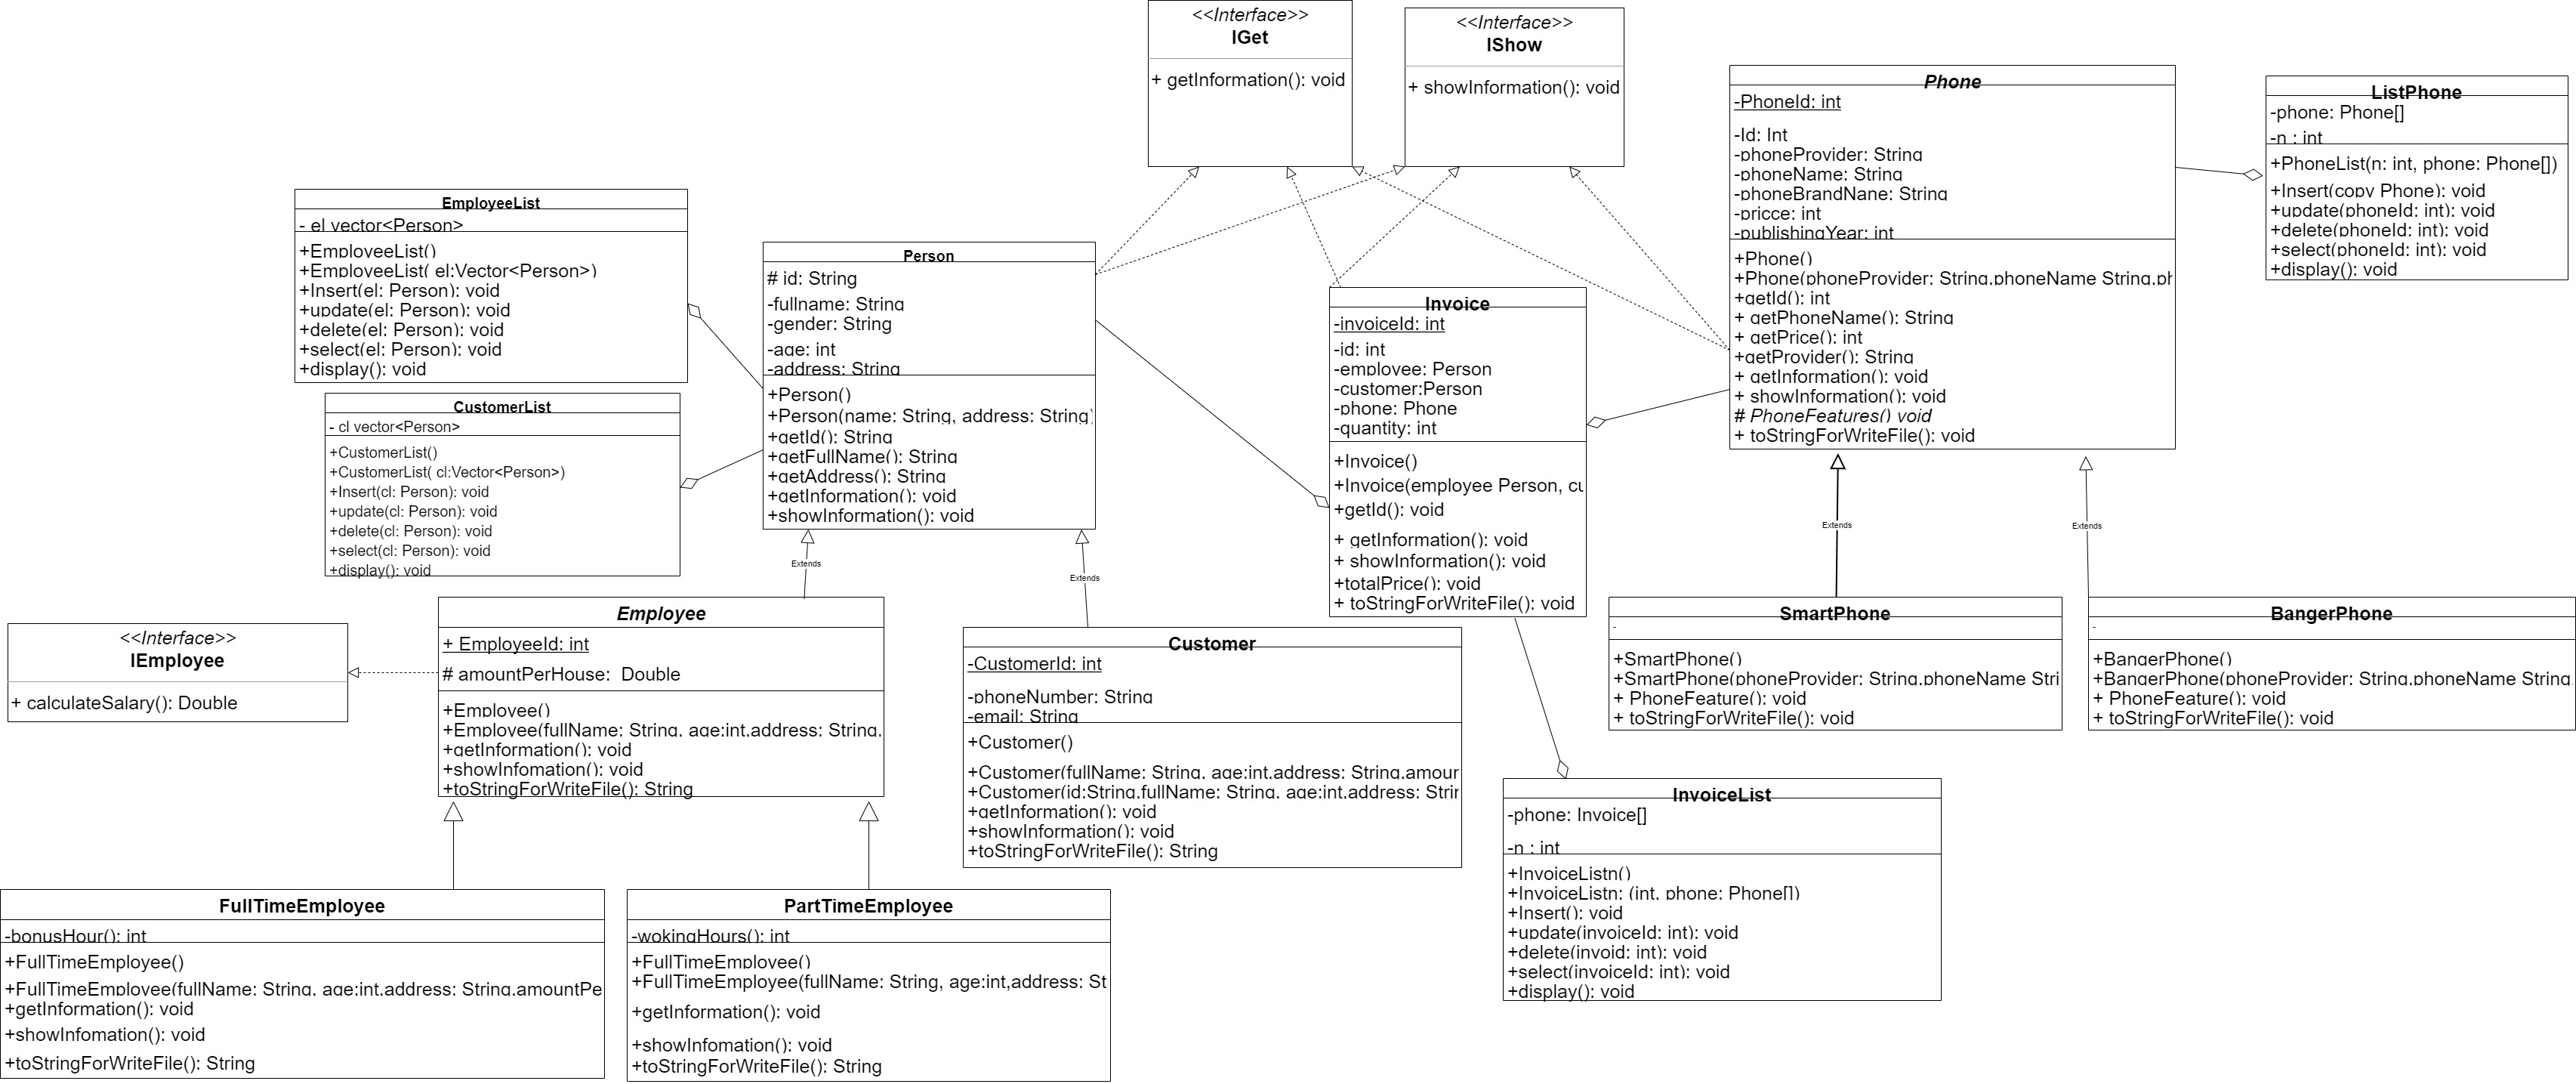 <<Interface>>
IGet
+ getInformation(): void
<<Interface>>
IShow
+ showInformation(): void
Phone
-PhoneId: int
-Id: Int
-phoneProvider: String
-phoneName: String
-phoneBrandNane: String
-pricce: int
-publishingYear: int
+Phone()
+Phone(phoneProvider: String,phoneName String,ph
+getId(): int
+ getPhoneName(): String
+ getPrice(): int
+getProvider(): String
+ getInformation(): void
+ showInformation(): void
# PhoneFeatures() void
+ toStringForWriteFile(): void
ListPhone
-phone: Phone[]
-n : int
+PhoneList(n: int, phone: Phone[])
+Insert(copy Phone): void
+update(phoneId: int): void
+delete(phoneId: int): void
+select(phoneId: int): void
+display(): void
EmployeeList
- el vector<Person>
+EmployeeList()
+EmployeeList( el:Vector<Person>)
+Insert(el: Person): void
+update(el: Person): void
+delete(el: Person): void
+select(el: Person): void
+display(): void
Person
# id: String
-fullname: String
-gender: String
-age: int
-address: String
+Person()
+Person(name: String, address: String)
+getId(): String
+getFullName(): String
+getAddress(): String
+getInformation(): void
+showInformation(): void
Invoice
-invoiceId: int
-id: int
-employee: Person
-customer:Person
-phone: Phone
-quantity: int
+Invoice()
+Invoice(employee Person, cu
+getId(): void
+ getInformation(): void
+ showInformation(): void
+totalPrice(): void
+ toStringForWriteFile(): void
CustomerList
- cl vector<Person>
+CustomerList()
+CustomerList( cl:Vector<Person>)
+Insert(cl: Person): void
+update(cl: Person): void
+delete(cl: Person): void
+select(cl: Person): void
+display(): void
Extends
Extends
Extends
Extends
<<Interface>>
IEmployee
+ calculateSalary(): Double
Employee
+ EmployeeId: int
# amountPerHouse:  Double
+Employee()
+Employee(fullName: String, age:int,address: String,
+getInformation(): void
+showInfomation(): void
+toStringForWriteFile(): String
Customer
-CustomerId: int
-phoneNumber: String
-email: String
+Customer()
+Customer(fullName: String, age:int,address: String,amour
+Customer(id:String,fullName: String, age:int,address: Strir
+getInformation(): void
+showInformation(): void
+toStringForWriteFile(): String
SmartPhone
-
+SmartPhone()
+SmartPhone(phoneProvider: String,phoneName Stri
+ PhoneFeature(): void
+ toStringForWriteFile(): void
BangerPhone
-
+BangerPhone()
+BangerPhone(phoneProvider: String,phoneName String,
+ PhoneFeature(): void
+ toStringForWriteFile(): void
InvoiceList
-phone: Invoice[]
-n : int
+InvoiceListn()
+InvoiceListn: (int, phone: Phone[])
+Insert(): void
+update(invoiceId: int): void
+delete(invoid: int): void
+select(invoiceId: int): void
+display(): void
FullTimeEmployee
-bonusHour(): int
+FullTimeEmployee()
+FullTimeEmployee(fullName: String, age:int,address: String,amountPe
+getInformation(): void
+showInfomation(): void
+toStringForWriteFile(): String
PartTimeEmployee
-wokingHours(): int
+FullTimeEmployee()
+FullTimeEmployee(fullName: String, age:int,address: St
+getInformation(): void
+showInfomation(): void
+toStringForWriteFile(): String